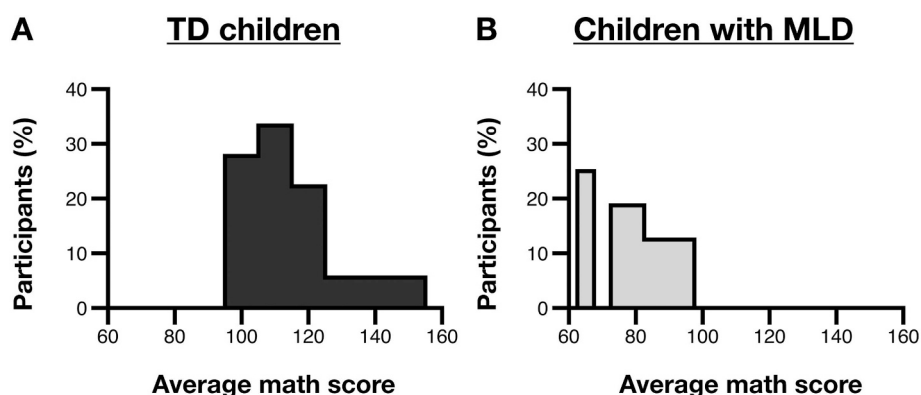 A
TD children
40
30
20
10
0
Participants (%)
60 80 100 120 140 160
Average math score
B
Children with MLD
40
30
20
10
0
Participants (%)
60 80 100 120 140 160
Average math score